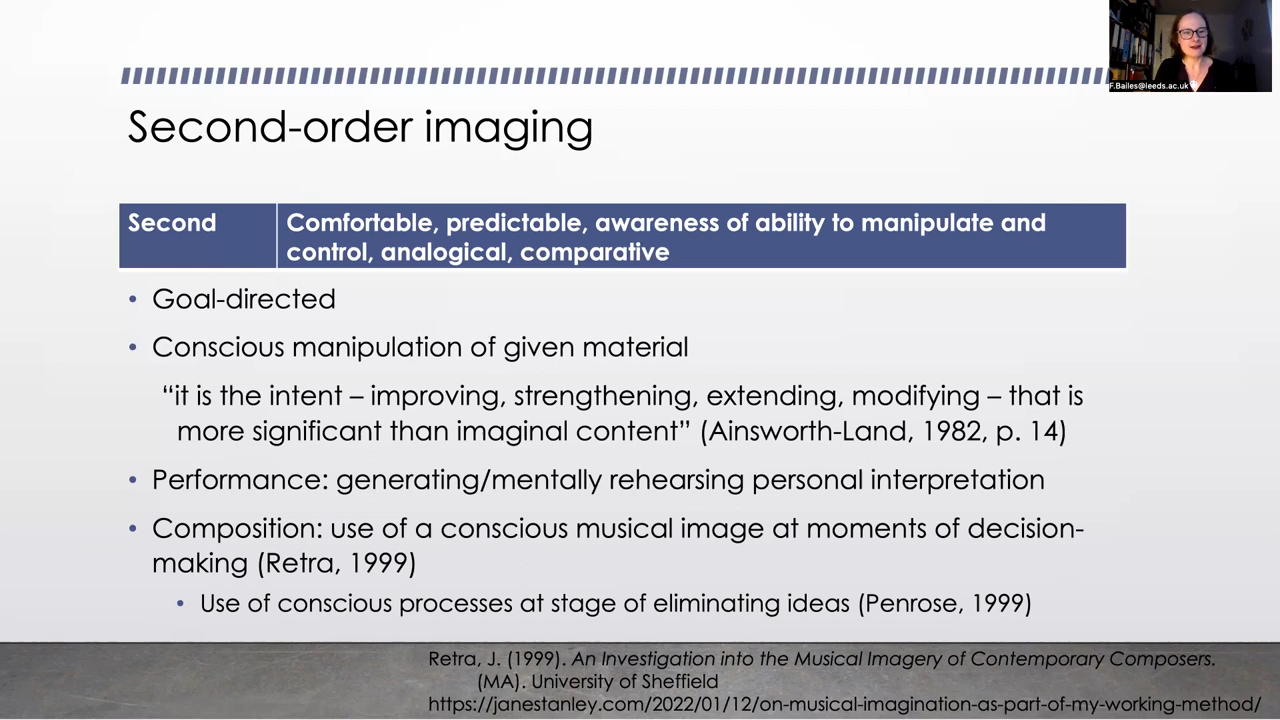 F.Bailes@leeds.ac.uk
Second-order imaging
Second
Comfortable, predictable, awareness of ability to manipulate and
control, analogical, comparative
• Goal-directed
• Conscious manipulation of given material
“it is the intent – improving, strengthening, extending, modifying – that is
more significant than imaginal content” (Ainsworth-Land, 1982, p. 14)
• Performance: generating/mentally rehearsing personal interpretation
• Composition: use of a conscious musical image at moments of decision-
making (Retra, 1999)
• Use of conscious processes at stage of eliminating ideas (Penrose, 1999)
Retra, J. (1999). An Investigation into the Musical Imagery of Contemporary Composers.
(MA). University of Sheffield
https://janestanley.com/2022/01/12/on-musical-imagination-as-part-of-my-working-method/